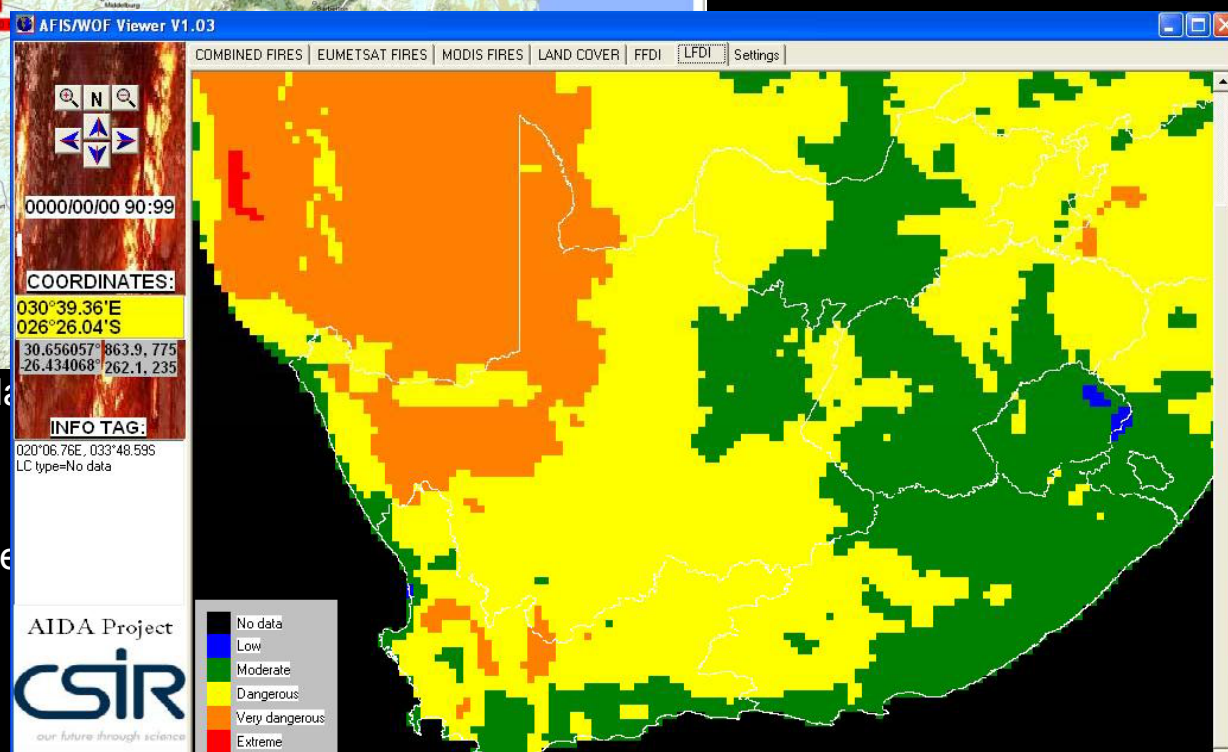 Middelburg
Barberton
AFIS/WOF Viewer V1.03
COMBINED FIRES EUMETSAT FIRES MODIS FIRES LAND COVER FFDI LFDI Settings
N
0000/00/00 90:99
COORDINATES:
030°39.36'E
026°26.04'S
30.656057° 863.9, 775
-26.434068° 262.1, 235
INFO TAG:
020°06.76E, 033°48.59S
LC type=No data
AIDA Project
CSIR
our future through science
No data
Low
Moderate
Dangerous
Very dangerous
Extreme